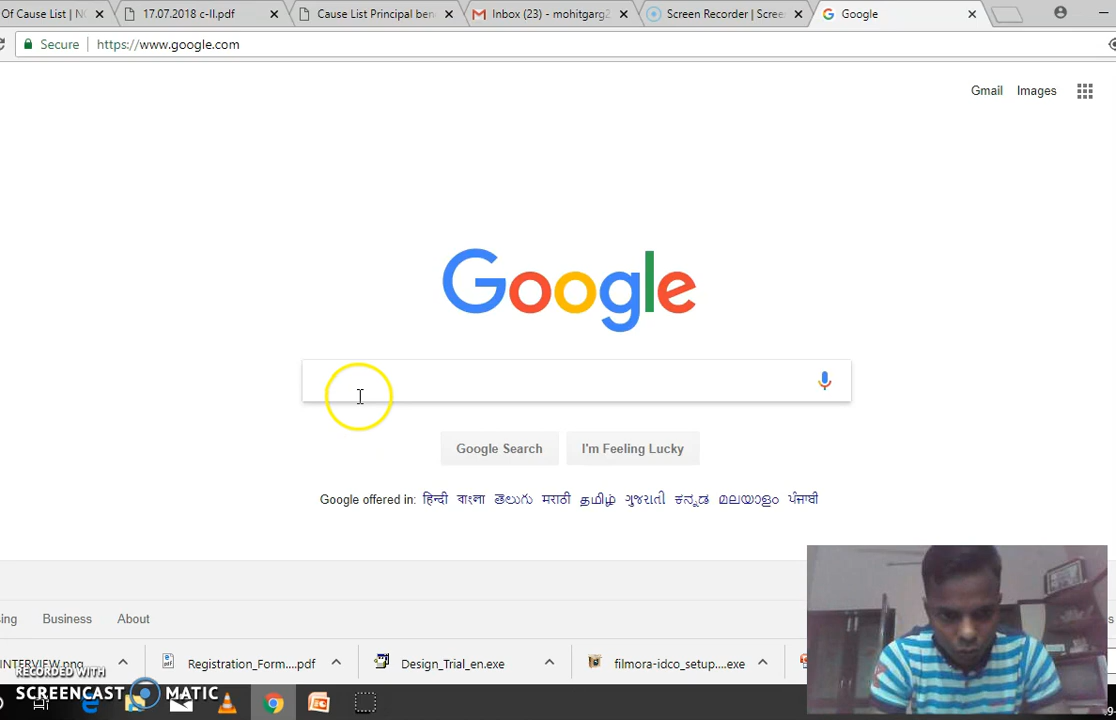 Of Cause List | N
17.07.2018 c-II.pdf
Cause List Principal ben
Inbox (23) - mohitgarg2
Screen Recorder | Scree
Google
Secure
https://www.google.com
Gmail Images
Google
Google Search
I'm Feeling Lucky
Google offered in: हिन्दी বাংলা తెలుగు मराठी தமிழ் ગુજરાતી ಕನ್ನಡ മലയാളം ਪੰਜਾਬੀ
sing Business About
INTERVIEW.png
Registration_Form....pdf
Design_Trial_en.exe
filmora-idco_setup....exe
RECORDED WITH
SCREENCAST MATIC